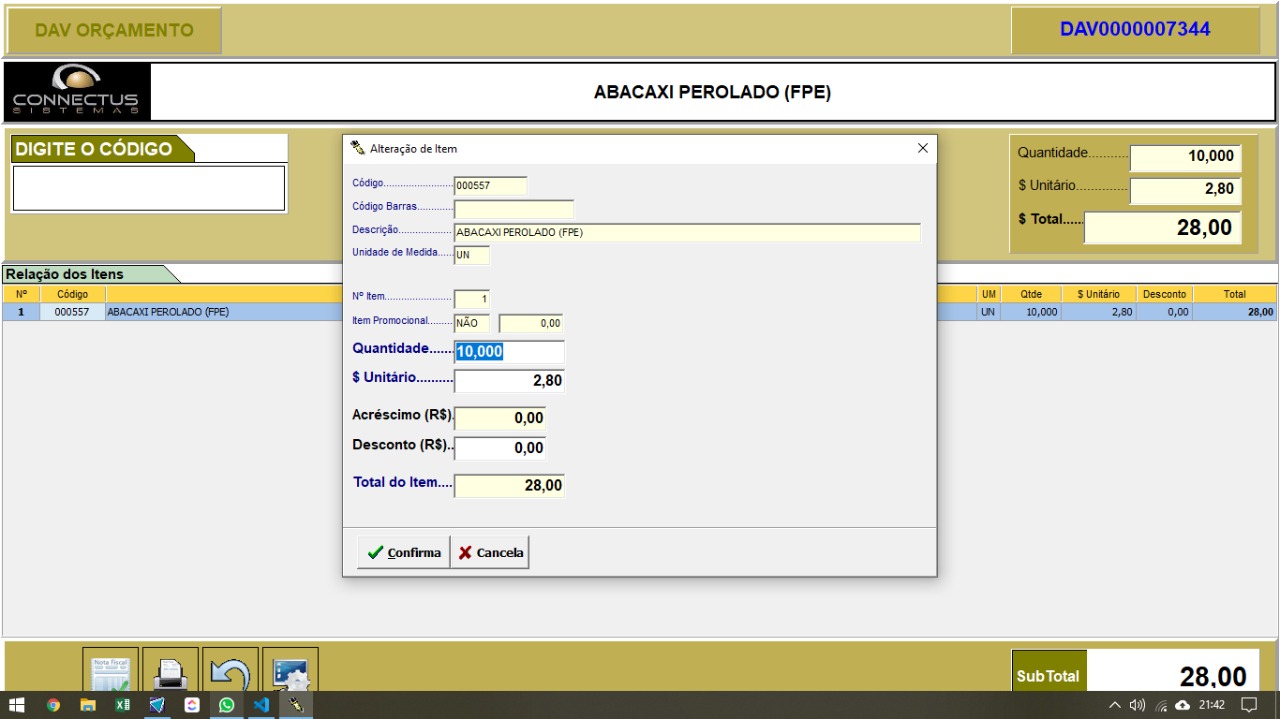 DAV ORÇAMENTO
DAV0000007344
CONNECTUS
SISTEMAS
ABACAXI PEROLADO (FPE)
DIGITE O CÓDIGO
Quantidade........... 10,000
$ Unitário............. 2,80
$ Total...... 28,00
Alteração de Item
Código....................... 000557
Código Barras............
Descrição.................. ABACAXI PEROLADO (FPE)
Unidade de Medida..... UN
Nº Item...................... 1
Item Promocional......... NÃO 0,00
Quantidade...... 10,000
$ Unitário.......... 2,80
Acréscimo (R$). 0,00
Desconto (R$).. 0,00
Total do Item.... 28,00
Confirma
Cancela
Relação dos Itens
Nº Código UM Qtde $ Unitário Desconto Total
1 000557 ABACAXI PEROLADO (FPE) UN 10,000 2,80 0,00 28,00
Nota Fiscal
SubTotal 28,00
21:42